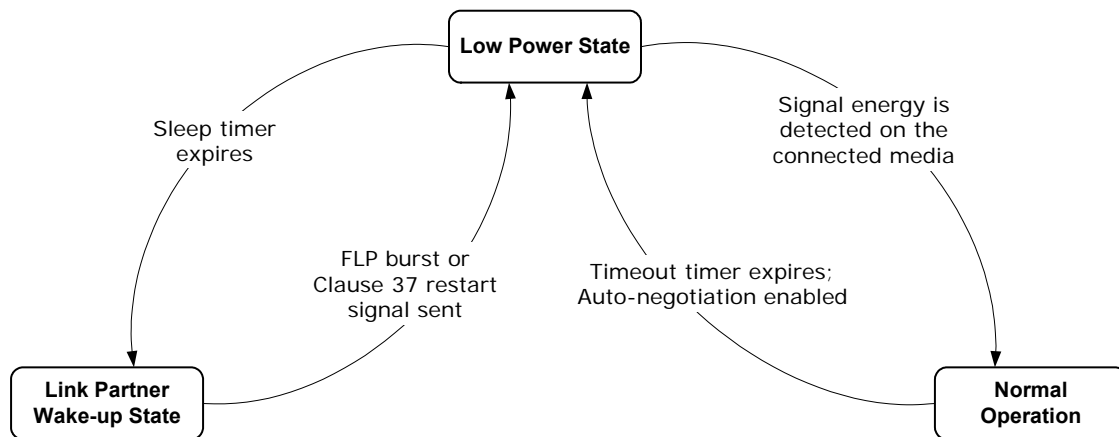 Low Power State
Sleep timer
expires
Signal energy is
detected on the
connected media
FLP burst or
Clause 37 restart
signal sent
Timeout timer expires;
Auto-negotiation enabled
Link Partner
Wake-up State
Normal
Operation